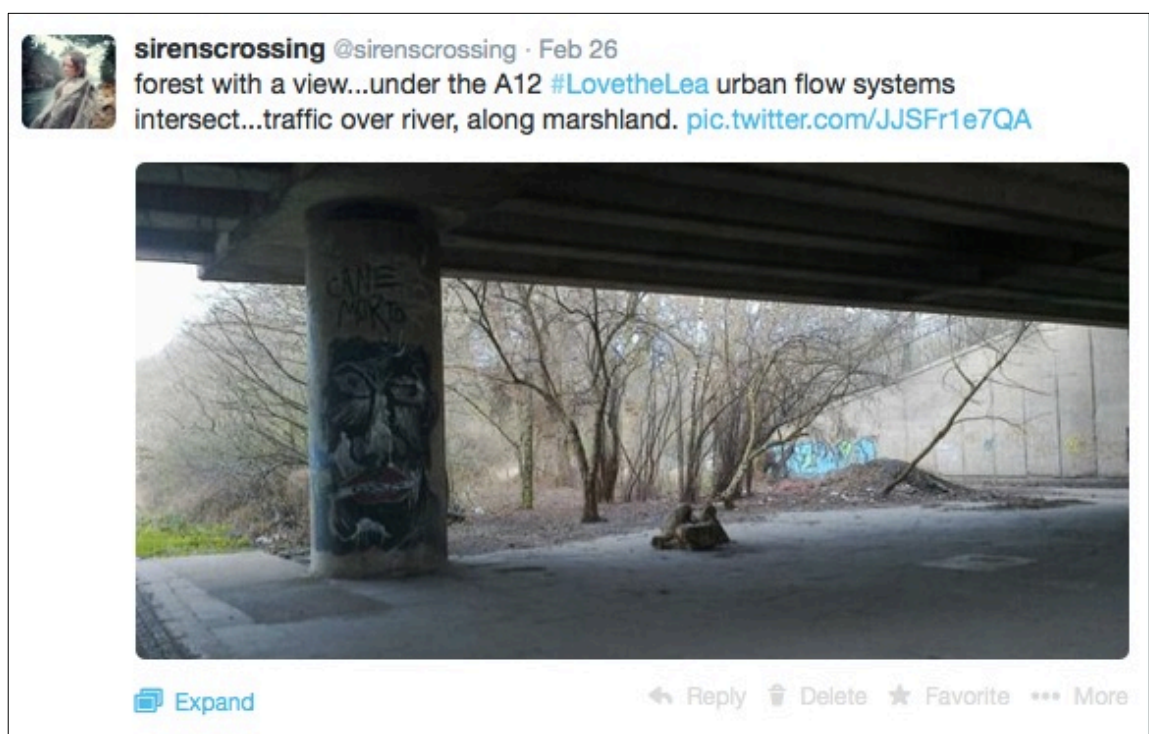 sirenscrossing @sirenscrossing · Feb 26
forest with a view...under the A12 #LovetheLea urban flow systems
intersect...traffic over river, along marshland. pic.twitter.com/JJSFr1e7QA
CANE
MORTO
Expand
Reply Delete Favorite More